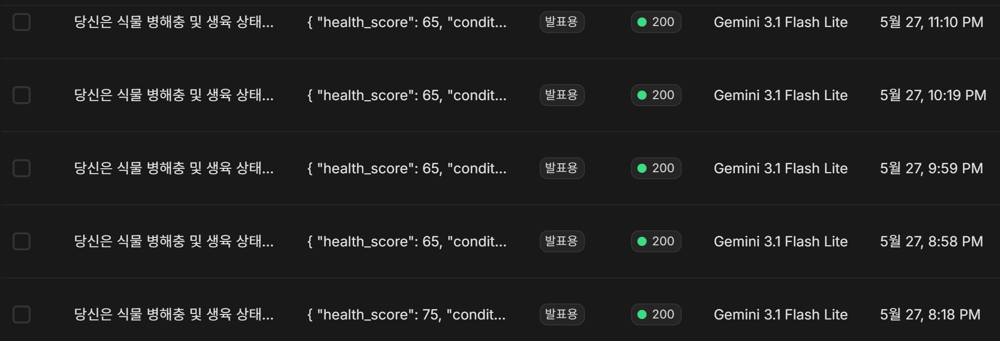 당신은 식물 병해충 및 생육 상태... { "health_score": 65, "condit... 발표용 200 Gemini 3.1 Flash Lite 5월 27, 11:10 PM
당신은 식물 병해충 및 생육 상태... { "health_score": 65, "condit... 발표용 200 Gemini 3.1 Flash Lite 5월 27, 10:19 PM
당신은 식물 병해충 및 생육 상태... { "health_score": 65, "condit... 발표용 200 Gemini 3.1 Flash Lite 5월 27, 9:59 PM
당신은 식물 병해충 및 생육 상태... { "health_score": 65, "condit... 발표용 200 Gemini 3.1 Flash Lite 5월 27, 8:58 PM
당신은 식물 병해충 및 생육 상태... { "health_score": 75, "condit... 발표용 200 Gemini 3.1 Flash Lite 5월 27, 8:18 PM